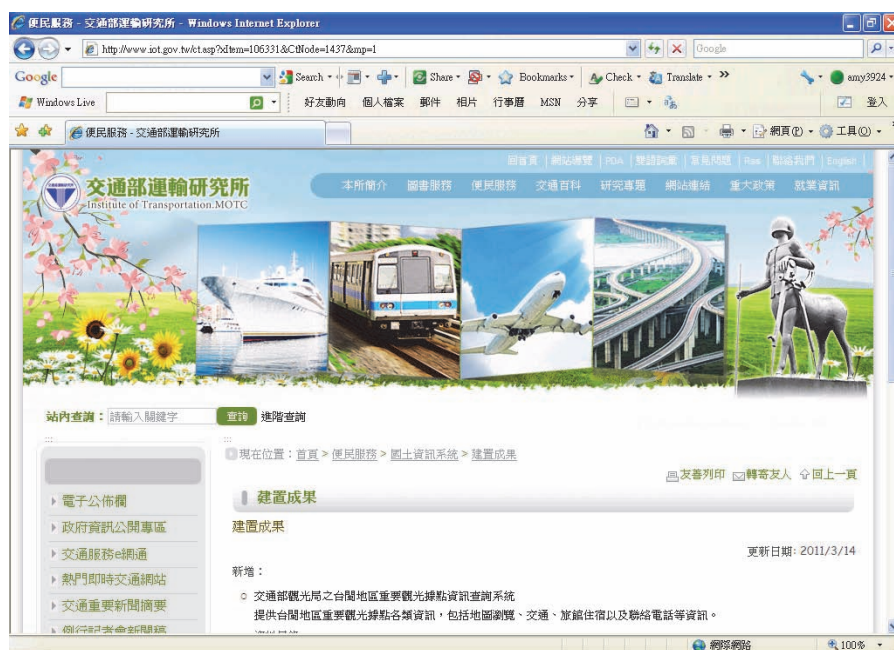 便民服務 - 交通部運輸研究所 - Windows Internet Explorer
http://www.iot.gov.tw/ct.asp?xItem=106331&CtNode=1437&mp=1
Google
Google
Search
Share
Bookmarks
Check
Translate
amy3924
Windows Live
好友動向 個人檔案 郵件 相片 行事曆 MSN 分享
登入
便民服務 - 交通部運輸研究所
網頁(P)
工具(O)
回首頁 | 網站導覽 | PDA | 雙語詞彙 | 常見問題 | Rss | 聯絡我們 | English |
交通部運輸研究所
Institute of Transportation.MOTC
本所簡介 圖書服務 便民服務 交通百科 研究專題 網站連結 重大政策 就業資訊
站內查詢：請輸入關鍵字 查詢 進階查詢
現在位置：首頁 > 便民服務 > 國土資訊系統 > 建置成果
友善列印 轉寄友人 回上一頁
建置成果
電子公佈欄
政府資訊公開專區
交通服務e網通
熱門即時交通網站
交通重要新聞摘要
例行記者會新聞稿
建置成果
更新日期: 2011/3/14
新增：
交通部觀光局之台閩地區重要觀光據點資訊查詢系統
提供台閩地區重要觀光據點各類資訊，包括地圖瀏覽、交通、旅館住宿以及聯絡電話等資訊。
網際網路
100%